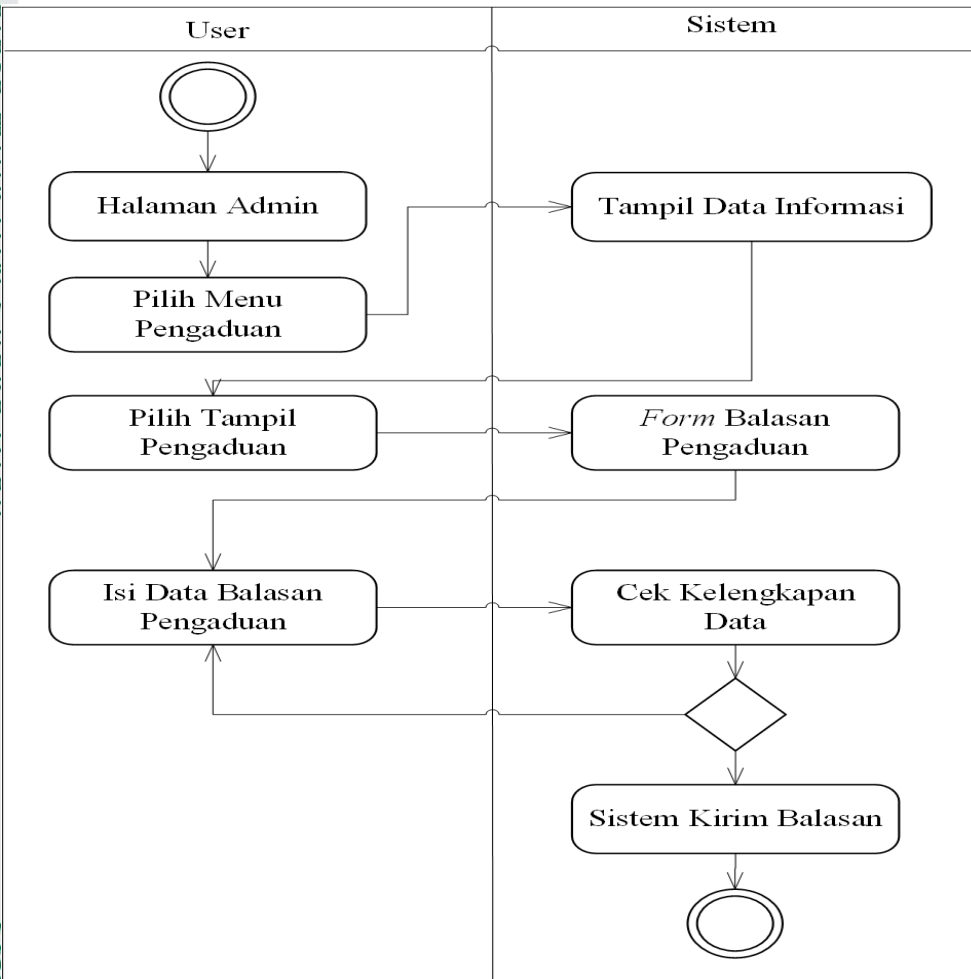 User
Sistem
Halaman Admin
Tampil Data Informasi
Pilih Menu
Pengaduan
Pilih Tampil
Pengaduan
Form Balasan
Pengaduan
Isi Data Balasan
Pengaduan
Cek Kelengkapan
Data
Sistem Kirim Balasan